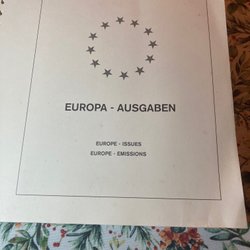 EUROPA - AUSGABEN
EUROPE - ISSUES
EUROPE - EMISSIONS